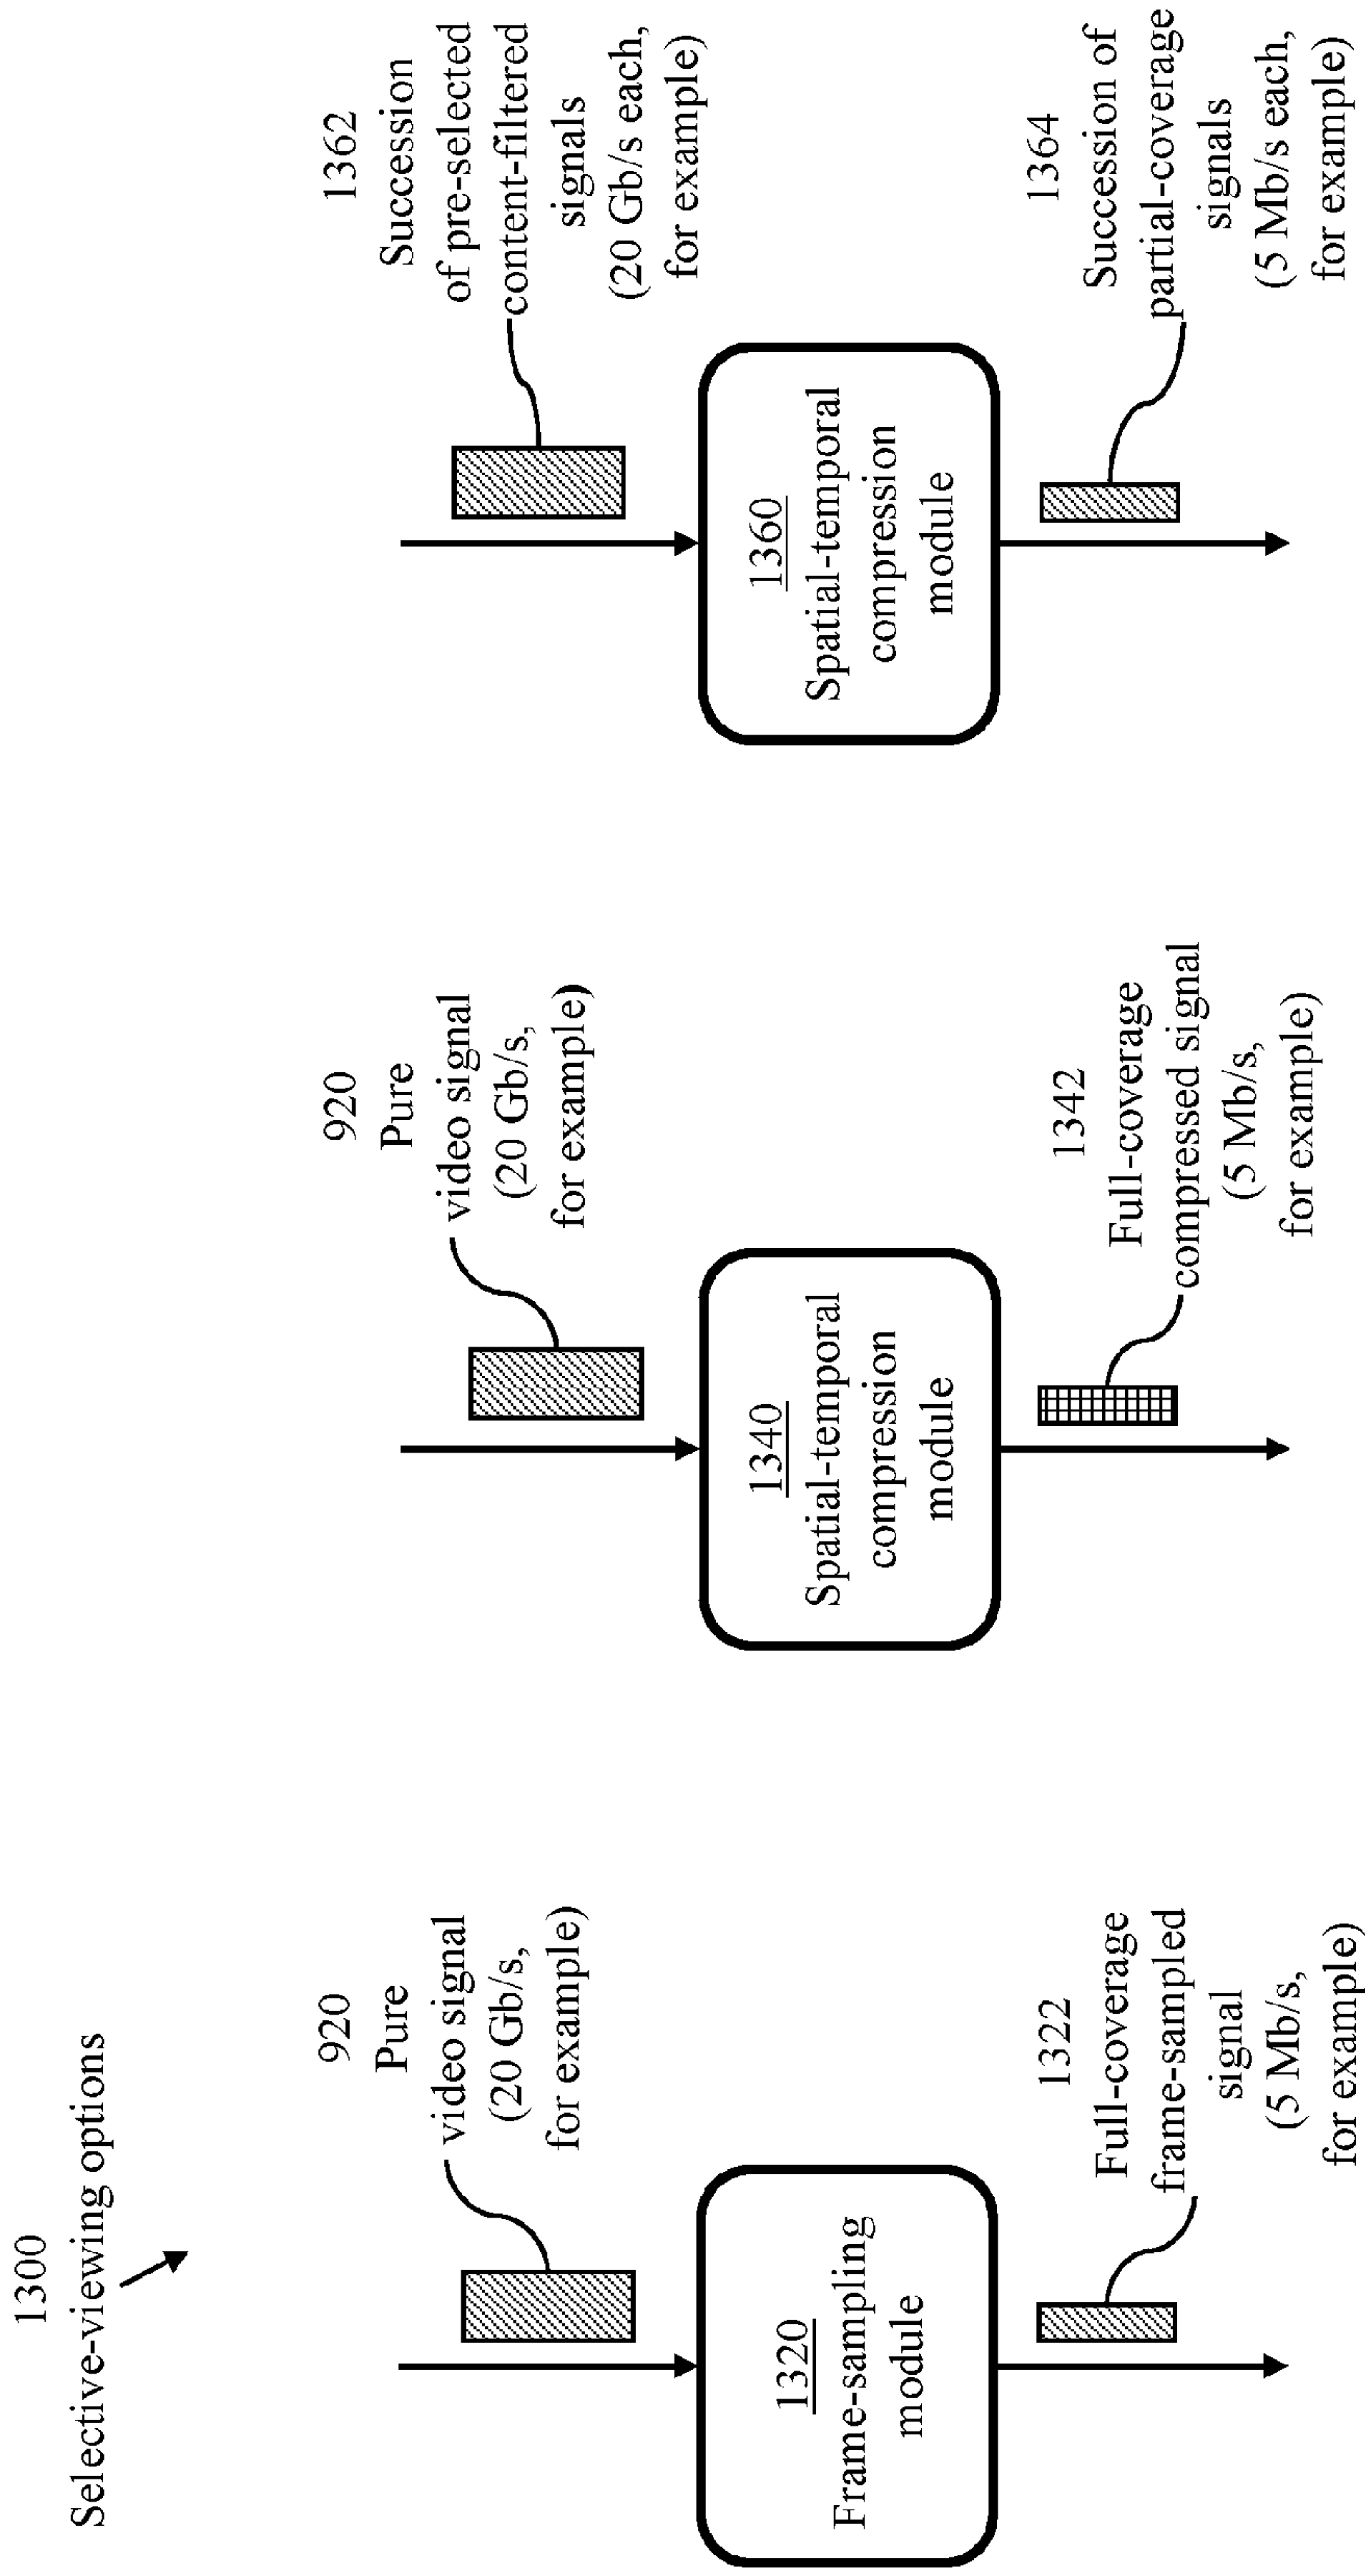 1300
Selective-viewing options
920
Pure
video signal
(20 Gb/s,
for example)
1320
Frame-sampling
module
1322
Full-coverage
frame-sampled
signal
(5 Mb/s,
for example)
920
Pure
video signal
(20 Gb/s,
for example)
1340
Spatial-temporal
compression
module
1342
Full-coverage
compressed signal
(5 Mb/s,
for example)
1362
Succession
of pre-selected
content-filtered
signals
(20 Gb/s each,
for example)
1360
Spatial-temporal
compression
module
1364
Succession of
partial-coverage
signals
(5 Mb/s each,
for example)